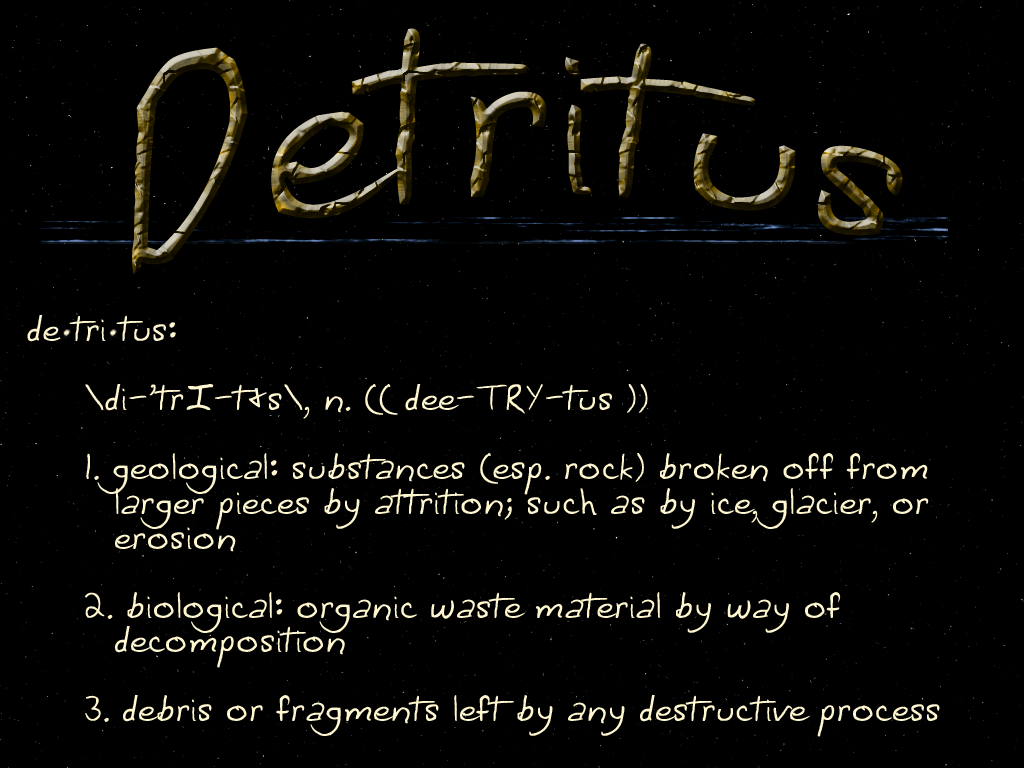 Detritus
de•tri•tus:
\di-'trI-t&s\, n. (( dee-TRY-tus ))
1. geological: substances (esp. rock) broken off from
larger pieces by attrition; such as by ice, glacier, or
erosion
2. biological: organic waste material by way of
decomposition
3. debris or fragments left by any destructive process